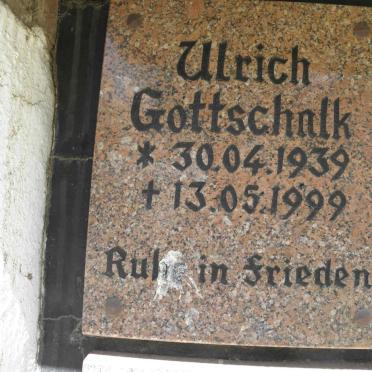 Ulrich
Gottschalk
* 30.04.1939
† 13.05.1999
Ruhe in Frieden